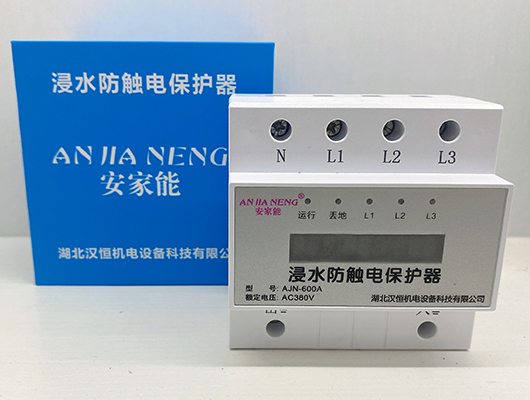 浸水防触电保护器
AN JIA NENG
安家能
湖北汉恒机电设备科技有限公
N L1 L2 L3
AN JIA NENG®
安家能
运行 丢地 L1 L2 L3
浸水防触电保护器
型 号: AJN-600A
额定电压: AC380V
湖北汉恒机电设备科技有限公司